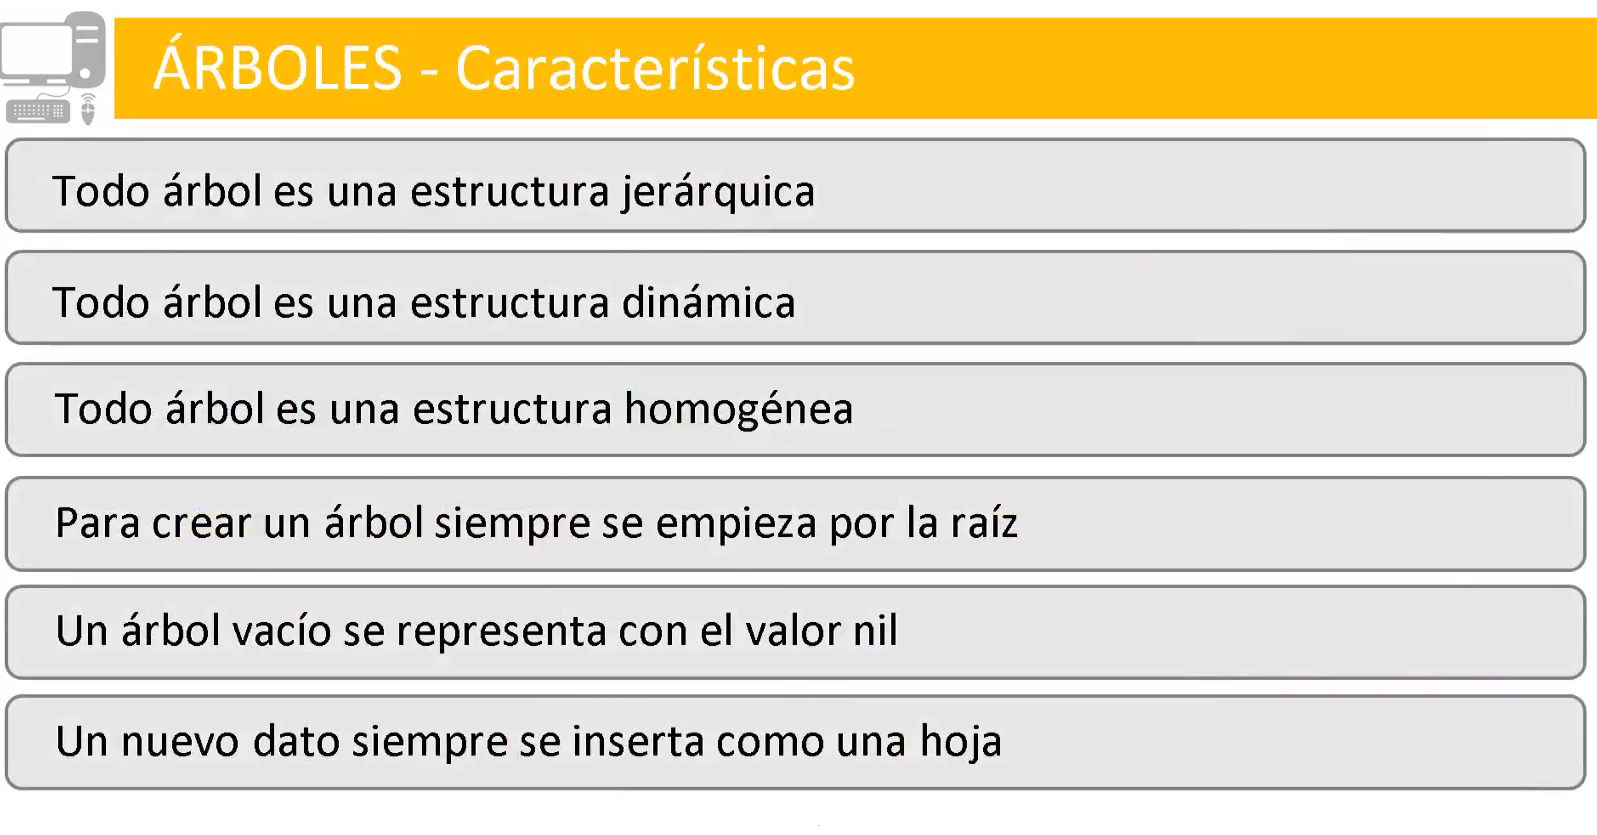 ÁRBOLES - Características
Todo árbol es una estructura jerárquica
Todo árbol es una estructura dinámica
Todo árbol es una estructura homogénea
Para crear un árbol siempre se empieza por la raíz
Un árbol vacío se representa con el valor nil
Un nuevo dato siempre se inserta como una hoja